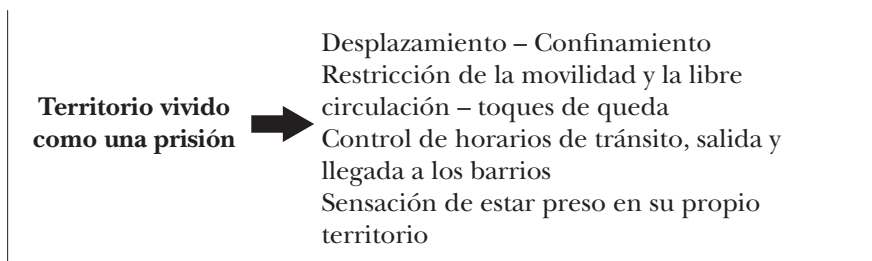 Territorio vivido
como una prisión
Desplazamiento – Confinamiento
Restricción de la movilidad y la libre
circulación – toques de queda
Control de horarios de tránsito, salida y
llegada a los barrios
Sensación de estar preso en su propio
territorio